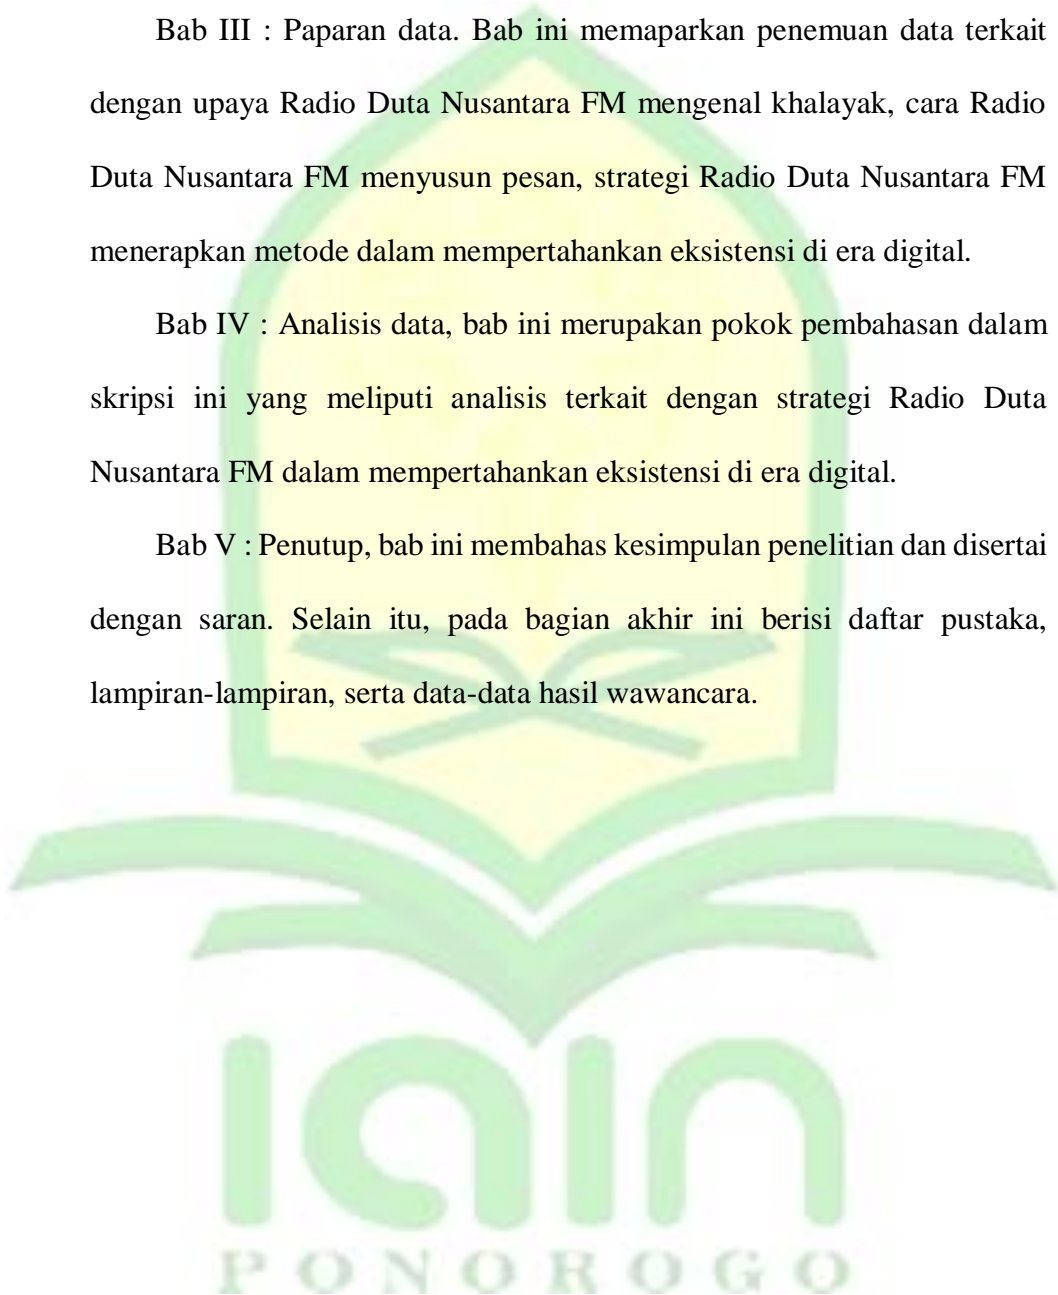 Bab III : Paparan data. Bab ini memaparkan penemuan data terkait
dengan upaya Radio Duta Nusantara FM mengenal khalayak, cara Radio
Duta Nusantara FM menyusun pesan, strategi Radio Duta Nusantara FM
menerapkan metode dalam mempertahankan eksistensi di era digital.
Bab IV : Analisis data, bab ini merupakan pokok pembahasan dalam
skripsi ini yang meliputi analisis terkait dengan strategi Radio Duta
Nusantara FM dalam mempertahankan eksistensi di era digital.
Bab V : Penutup, bab ini membahas kesimpulan penelitian dan disertai
dengan saran. Selain itu, pada bagian akhir ini berisi daftar pustaka,
lampiran-lampiran, serta data-data hasil wawancara.
iain
PONOROGO